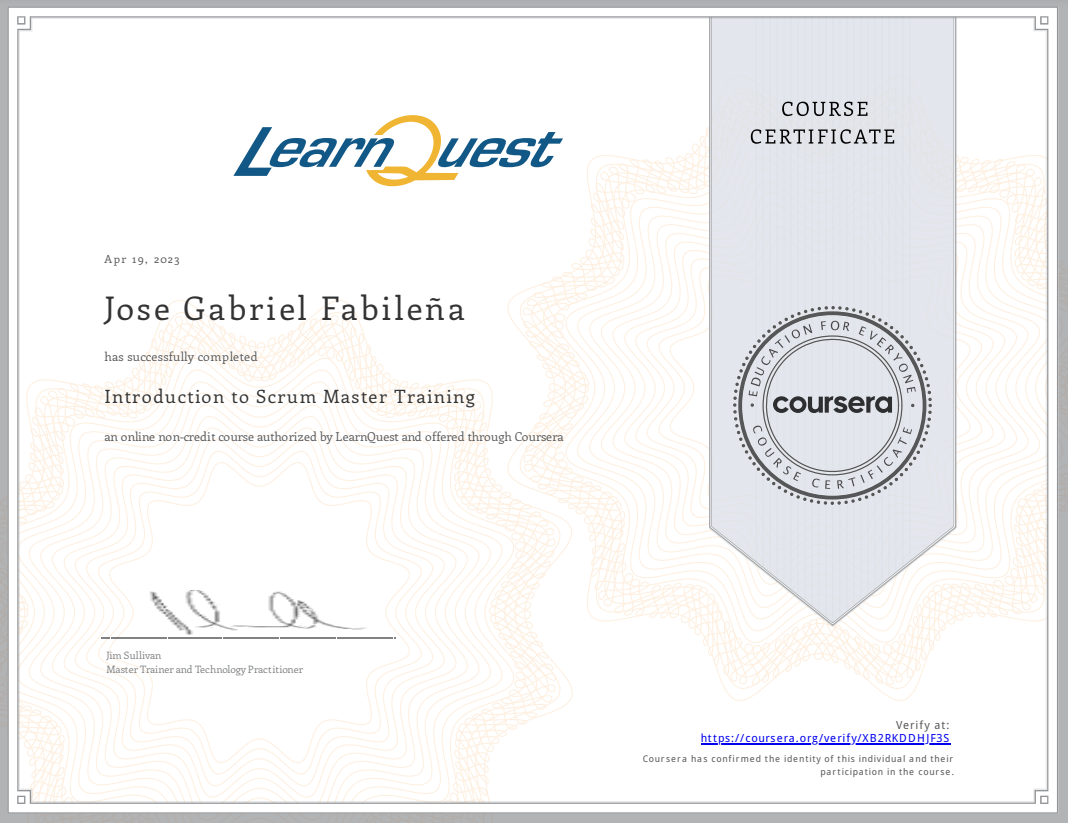 LearnQuest
COURSE
CERTIFICATE
Apr 19, 2023
Jose Gabriel Fabileña
has successfully completed
Introduction to Scrum Master Training
an online non-credit course authorized by LearnQuest and offered through Coursera
EDUCATION FOR EVERYONE
coursera
COURSE CERTIFICATE
Jim Sullivan
Master Trainer and Technology Practitioner
Verify at:
https://coursera.org/verify/XB2RKDDHJF3S
Coursera has confirmed the identity of this individual and their
participation in the course.